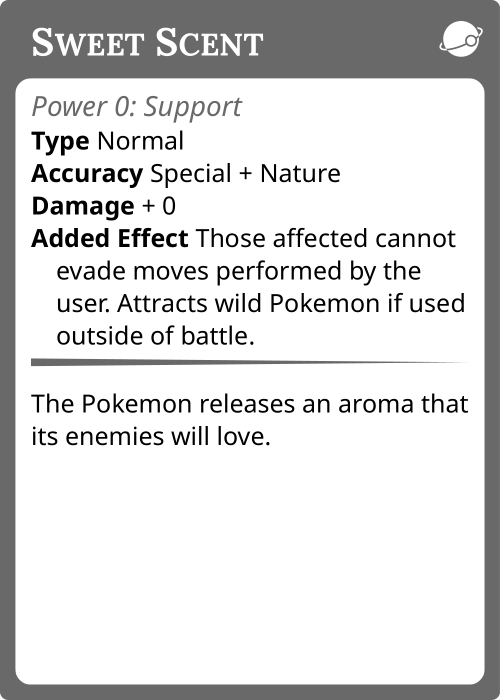 Sweet Scent
Power 0: Support
Type Normal
Accuracy Special + Nature
Damage + 0
Added Effect Those affected cannot
evade moves performed by the
user. Attracts wild Pokemon if used
outside of battle.
The Pokemon releases an aroma that
its enemies will love.